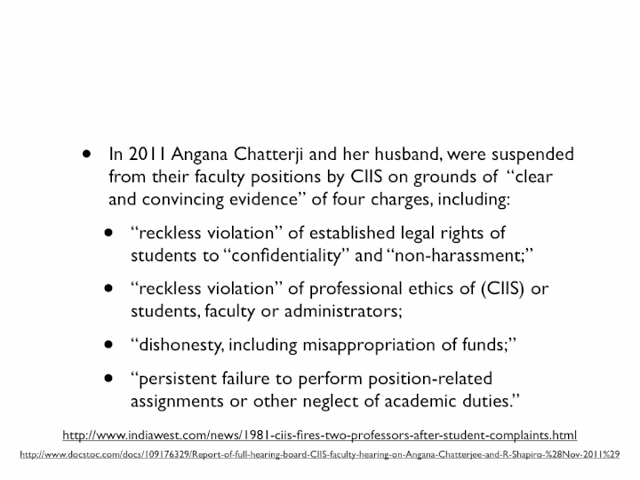 • In 2011 Angana Chatterji and her husband, were suspended
from their faculty positions by CIIS on grounds of “clear
and convincing evidence” of four charges, including:
• “reckless violation” of established legal rights of
students to “confidentiality” and “non-harassment;”
• “reckless violation” of professional ethics of (CIIS) or
students, faculty or administrators;
• “dishonesty, including misappropriation of funds;”
• “persistent failure to perform position-related
assignments or other neglect of academic duties.”
http://www.indiawest.com/news/1981-ciis-fires-two-professors-after-student-complaints.html
http://www.docstoc.com/docs/109176329/Report-of-full-hearing-board-CIIS-faculty-hearing-on-Angana-Chatterjee-and-R-Shapiro-%28Nov-2011%29